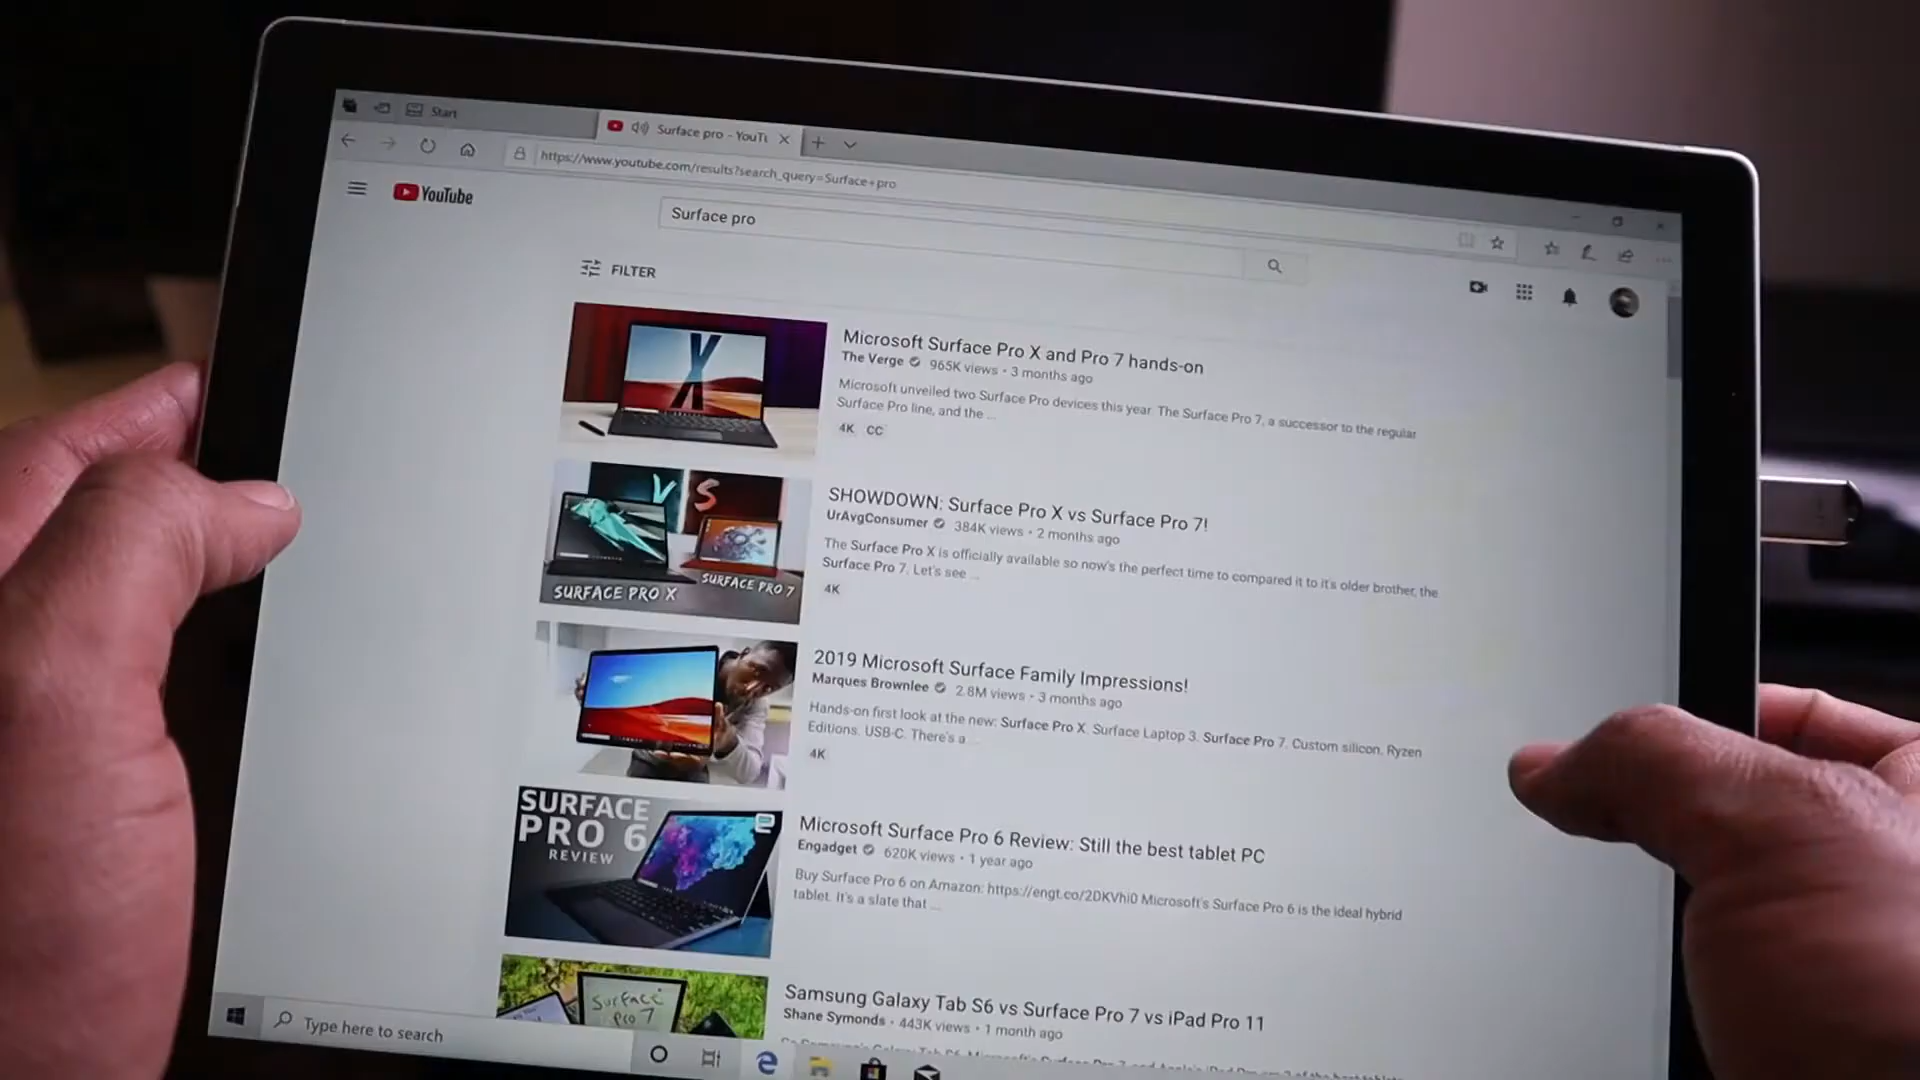 Start
Surface pro - YouTu
https://www.youtube.com/results?search_query=Surface+pro
YouTube
Surface pro
FILTER
Microsoft Surface Pro X and Pro 7 hands-on
The Verge 965K views • 3 months ago
Microsoft unveiled two Surface Pro devices this year. The Surface Pro 7, a successor to the regular
Surface Pro line, and the ...
4K CC
VS
SURFACE PRO X
SURFACE PRO 7
SHOWDOWN: Surface Pro X vs Surface Pro 7!
UrAvgConsumer 384K views • 2 months ago
The Surface Pro X is officially available so now's the perfect time to compared it to it's older brother, the
Surface Pro 7. Let's see ...
4K
2019 Microsoft Surface Family Impressions!
Marques Brownlee 2.8M views • 3 months ago
Hands-on first look at the new: Surface Pro X. Surface Laptop 3. Surface Pro 7. Custom silicon. Ryzen
Editions. USB-C. There's a ...
4K
SURFACE
PRO 6
REVIEW
Microsoft Surface Pro 6 Review: Still the best tablet PC
Engadget 620K views • 1 year ago
Buy Surface Pro 6 on Amazon: https://engt.co/2DKVhi0 Microsoft's Surface Pro 6 is the ideal hybrid
tablet. It's a slate that ...
Surface
pro 7
Samsung Galaxy Tab S6 vs Surface Pro 7 vs iPad Pro 11
Shane Symonds • 443K views • 1 month ago
Type here to search